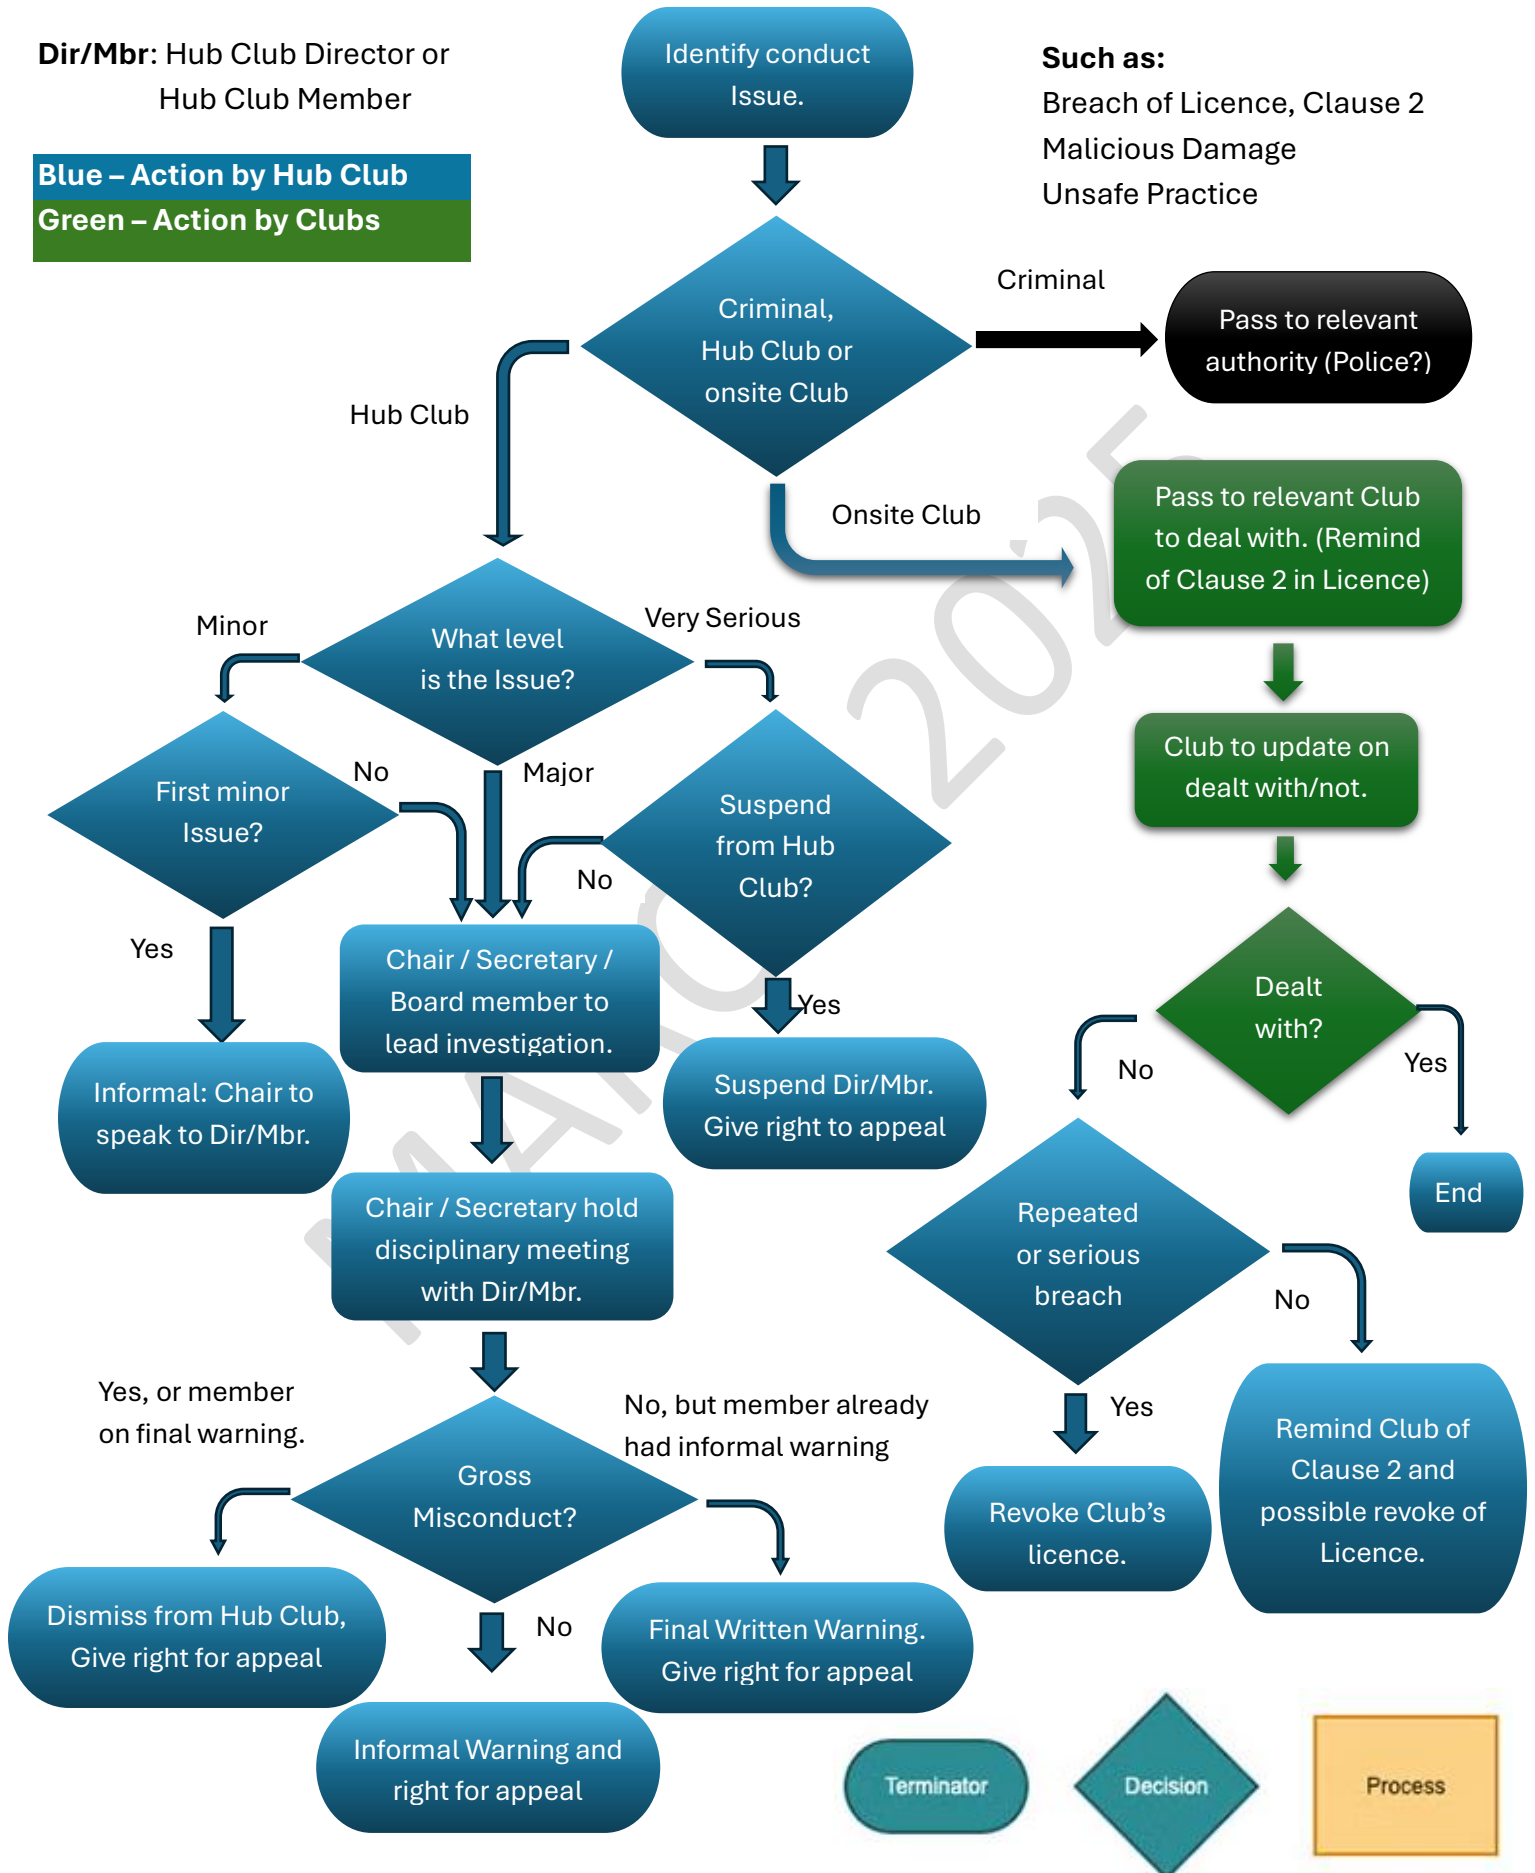 Dir/Mbr: Hub Club Director or
Hub Club Member
Blue – Action by Hub Club
Green – Action by Clubs
Identify conduct
Issue.
Such as:
Breach of Licence, Clause 2
Malicious Damage
Unsafe Practice
Criminal,
Hub Club or
onsite Club
Criminal
Pass to relevant
authority (Police?)
Hub Club
Onsite Club
Pass to relevant Club
to deal with. (Remind
of Clause 2 in Licence)
What level
is the Issue?
Minor
Very Serious
Major
First minor
Issue?
No
Yes
Suspend
from Hub
Club?
No
Yes
Club to update on
dealt with/not.
Chair / Secretary /
Board member to
lead investigation.
Informal: Chair to
speak to Dir/Mbr.
Suspend Dir/Mbr.
Give right to appeal
Dealt
with?
No
Yes
End
Chair / Secretary hold
disciplinary meeting
with Dir/Mbr.
Repeated
or serious
breach
No
Yes
Yes, or member
on final warning.
No, but member already
had informal warning
Gross
Misconduct?
No
Revoke Club’s
licence.
Remind Club of
Clause 2 and
possible revoke of
Licence.
Dismiss from Hub Club,
Give right for appeal
Final Written Warning.
Give right for appeal
Informal Warning and
right for appeal
Terminator
Decision
Process
2025